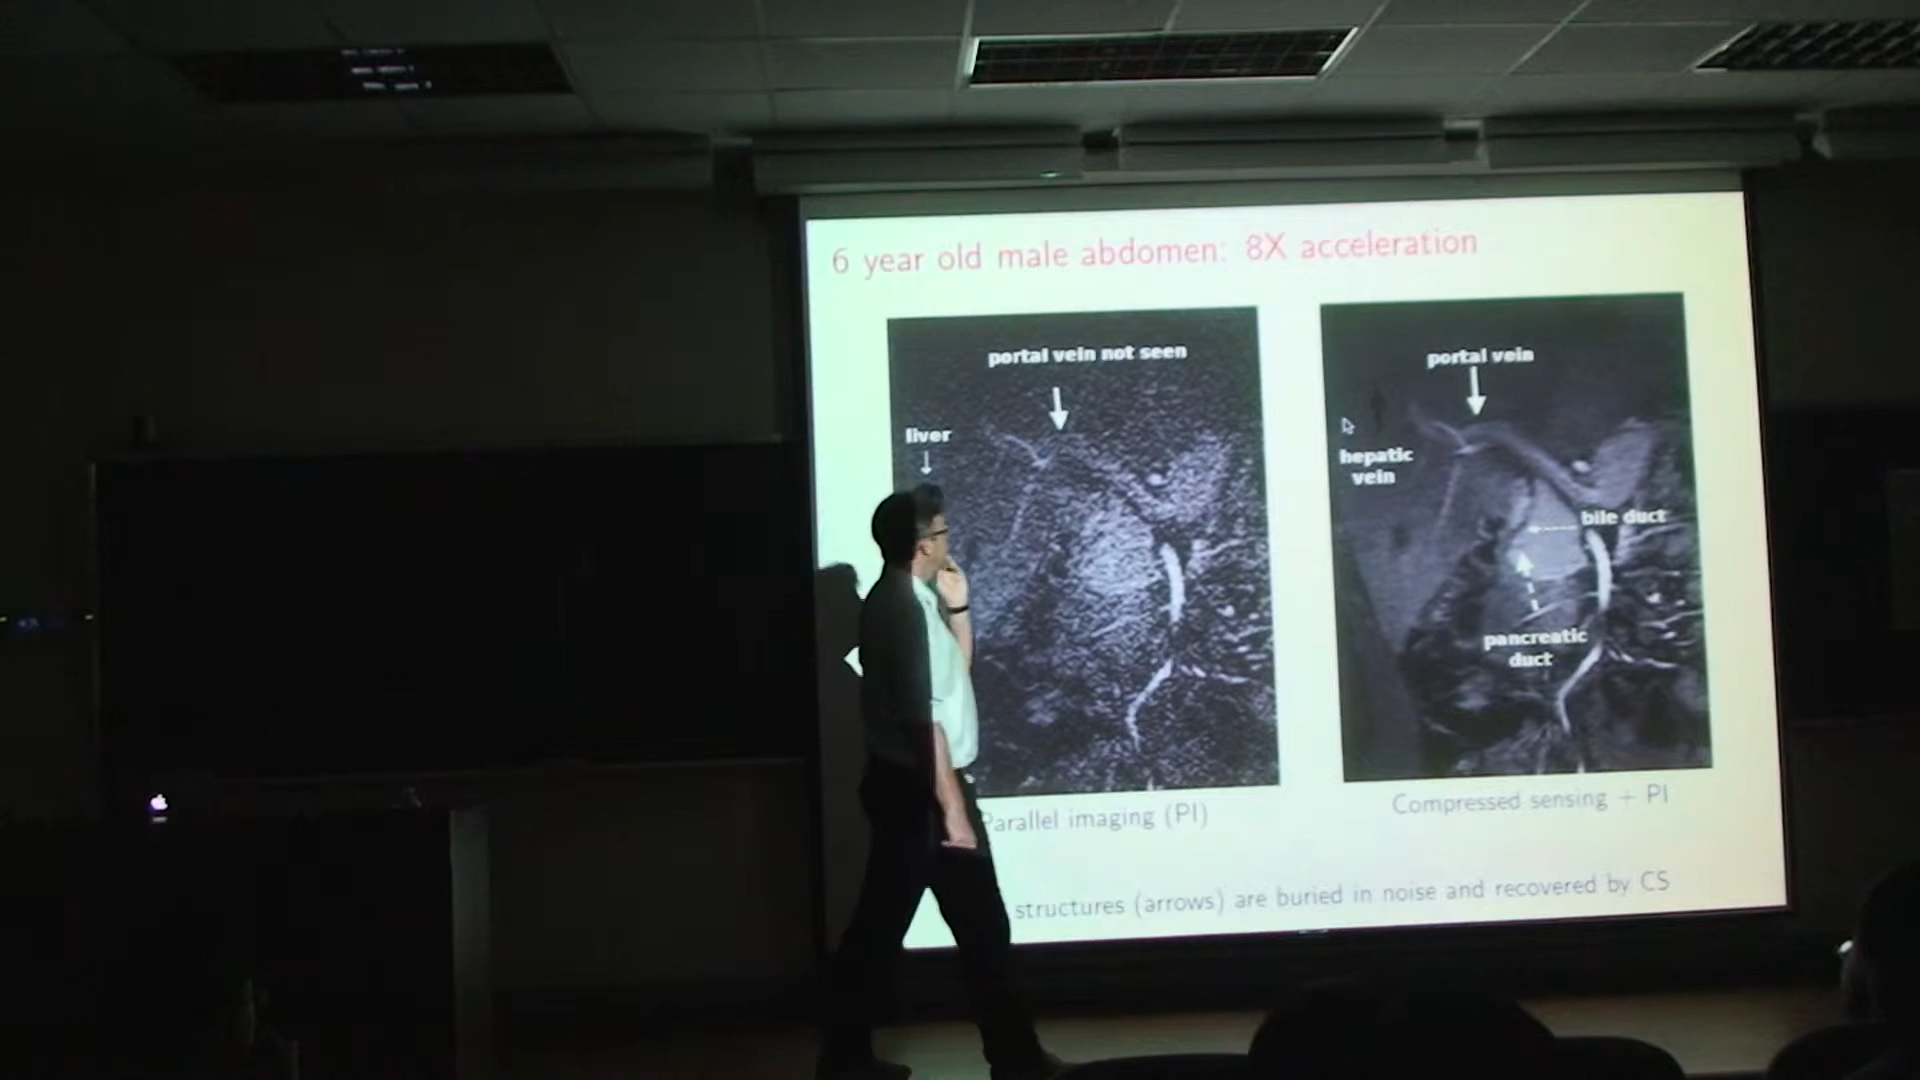 6 year old male abdomen: 8X acceleration
portal vein not seen
liver
portal vein
hepatic
vein
bile duct
pancreatic
duct
Parallel imaging (PI)
Compressed sensing + PI
structures (arrows) are buried in noise and recovered by CS